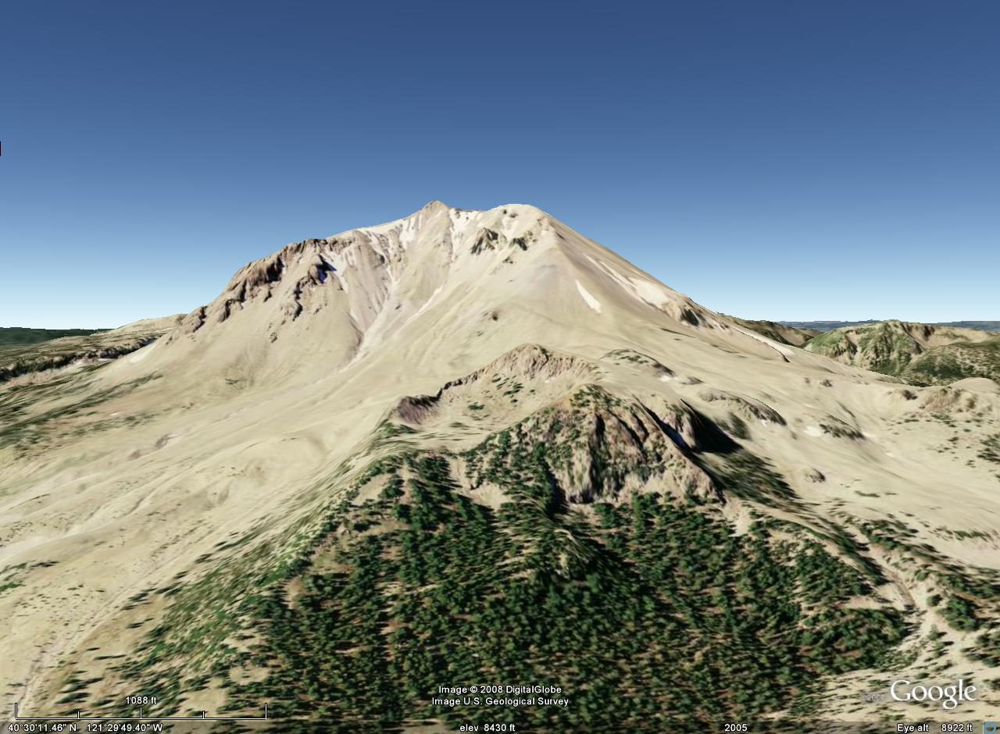 1088 ft
Image © 2008 DigitalGlobe
Image U.S. Geological Survey
Google
40°30'11.46" N 121°29'49.40" W elev 8430 ft 2005 Eye alt 8922 ft